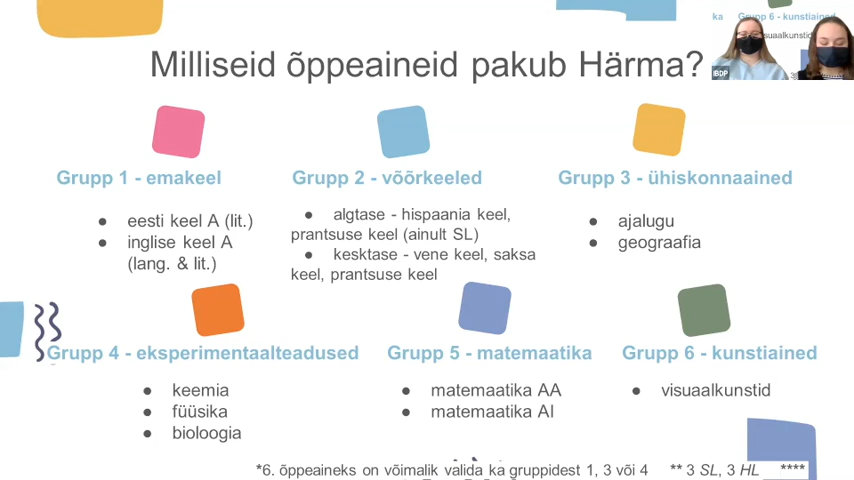 ka Grupp 6 - kunstiained
Milliseid õppeaineid pakub Härma?
IBDP
Grupp 1 - emakeel
● eesti keel A (lit.)
● inglise keel A
(lang. & lit.)
Grupp 2 - võõrkeeled
● algtase - hispaania keel,
prantsuse keel (ainult SL)
● kesktase - vene keel, saksa
keel, prantsuse keel
Grupp 3 - ühiskonnaained
● ajalugu
● geograafia
Grupp 4 - eksperimentaalteadused
● keemia
● füüsika
● bioloogia
Grupp 5 - matemaatika
● matemaatika AA
● matemaatika AI
Grupp 6 - kunstiained
● visuaalkunstid
*6. õppeaineks on võimalik valida ka gruppidest 1, 3 või 4 ** 3 SL, 3 HL ****